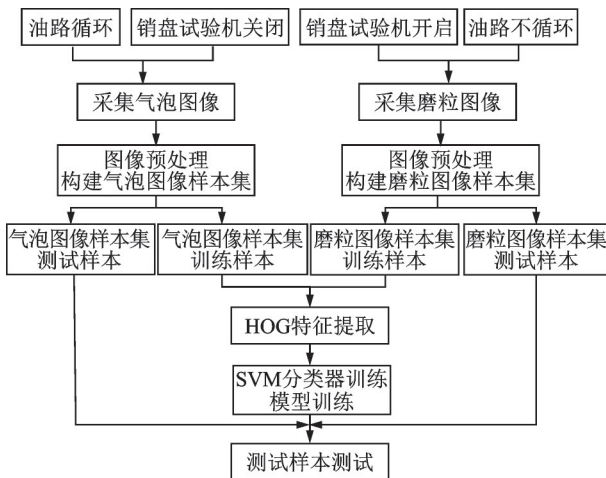 油路循环
销盘试验机关闭
销盘试验机开启
油路不循环
采集气泡图像
采集磨粒图像
图像预处理
构建气泡图像样本集
图像预处理
构建磨粒图像样本集
气泡图像样本集
测试样本
气泡图像样本集
训练样本
磨粒图像样本集
训练样本
磨粒图像样本集
测试样本
HOG特征提取
SVM分类器训练
模型训练
测试样本测试